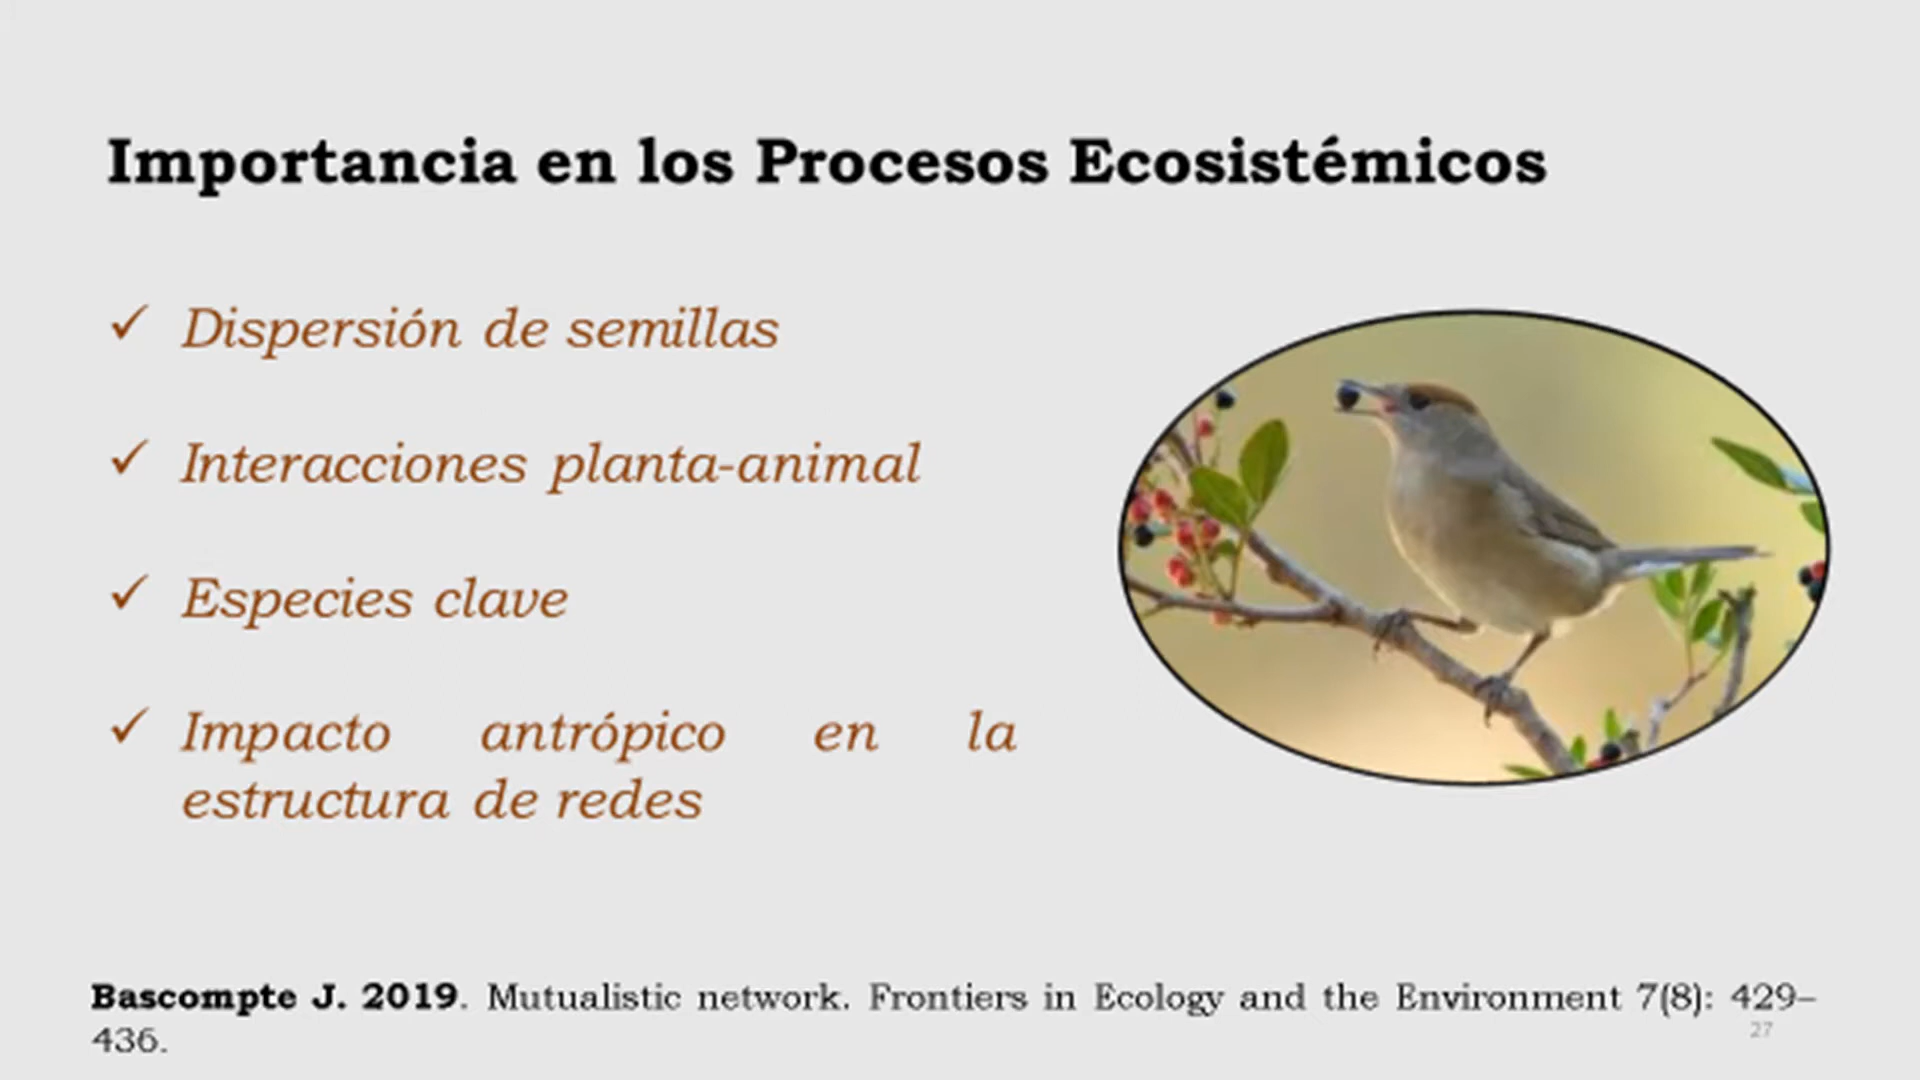 Importancia en los Procesos Ecosistémicos
✓ Dispersión de semillas
✓ Interacciones planta-animal
✓ Especies clave
✓ Impacto antrópico en la
estructura de redes
Bascompte J. 2019. Mutualistic network. Frontiers in Ecology and the Environment 7(8): 429–
436.
27